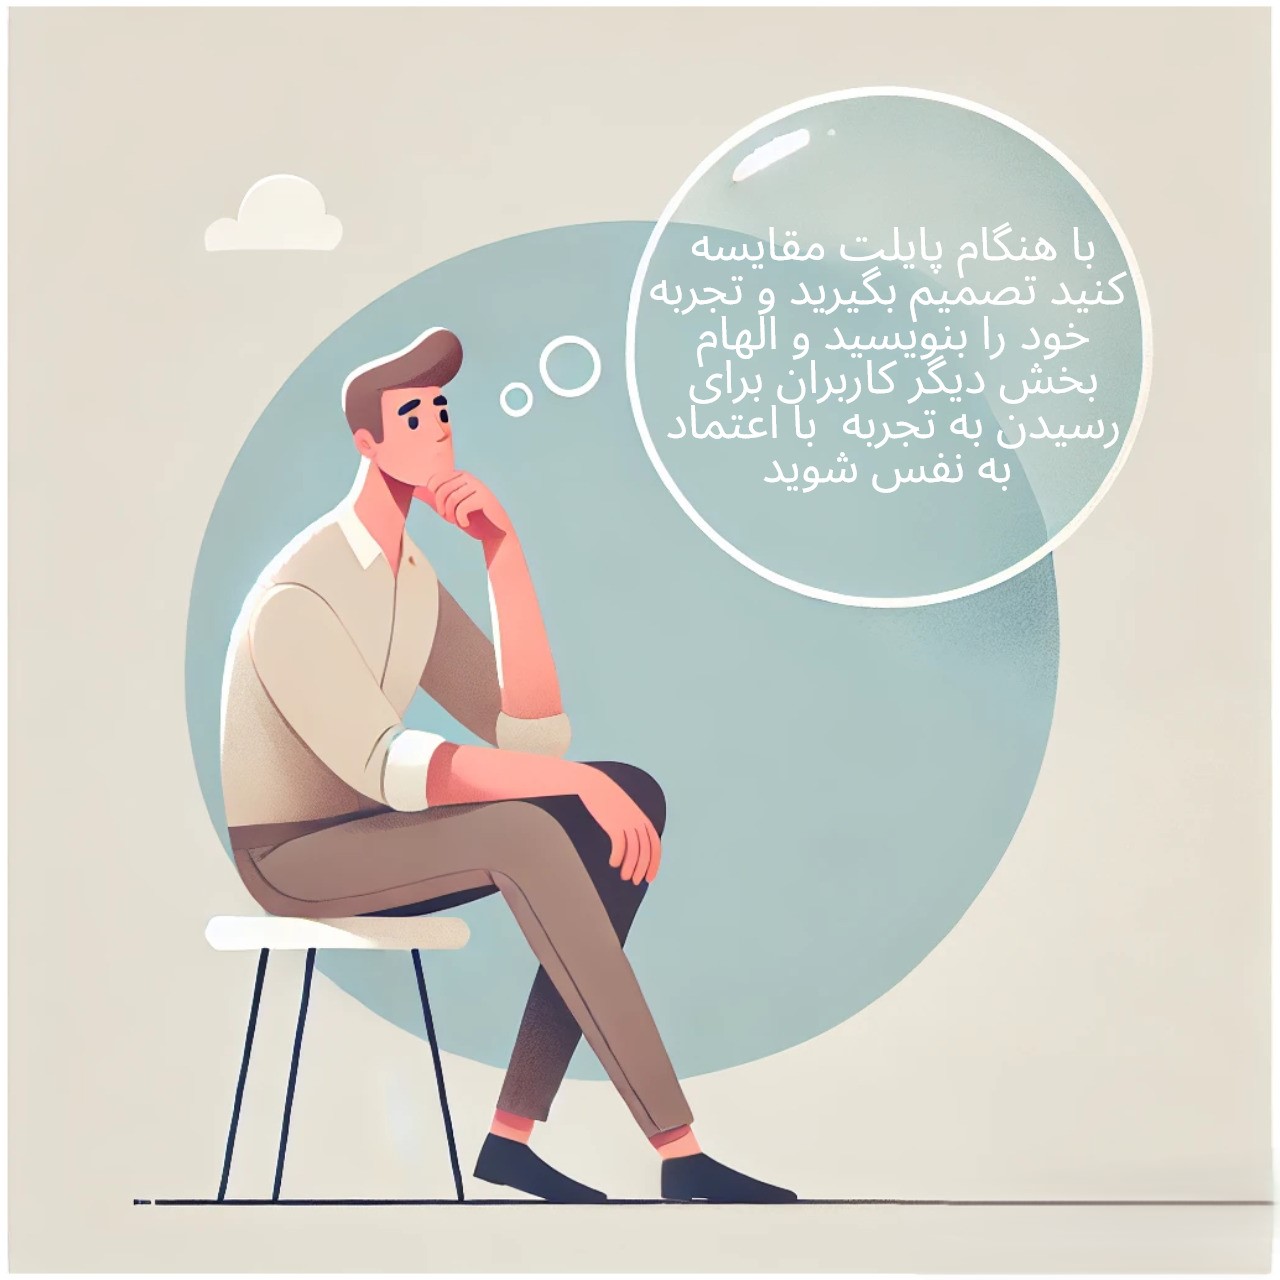 با هنگام پایلت مقایسه
کنید تصمیم بگیرید و تجربه
خود را بنویسید و الهام
بخش دیگر کاربران برای
رسیدن به تجربه با اعتماد
به نفس شوید